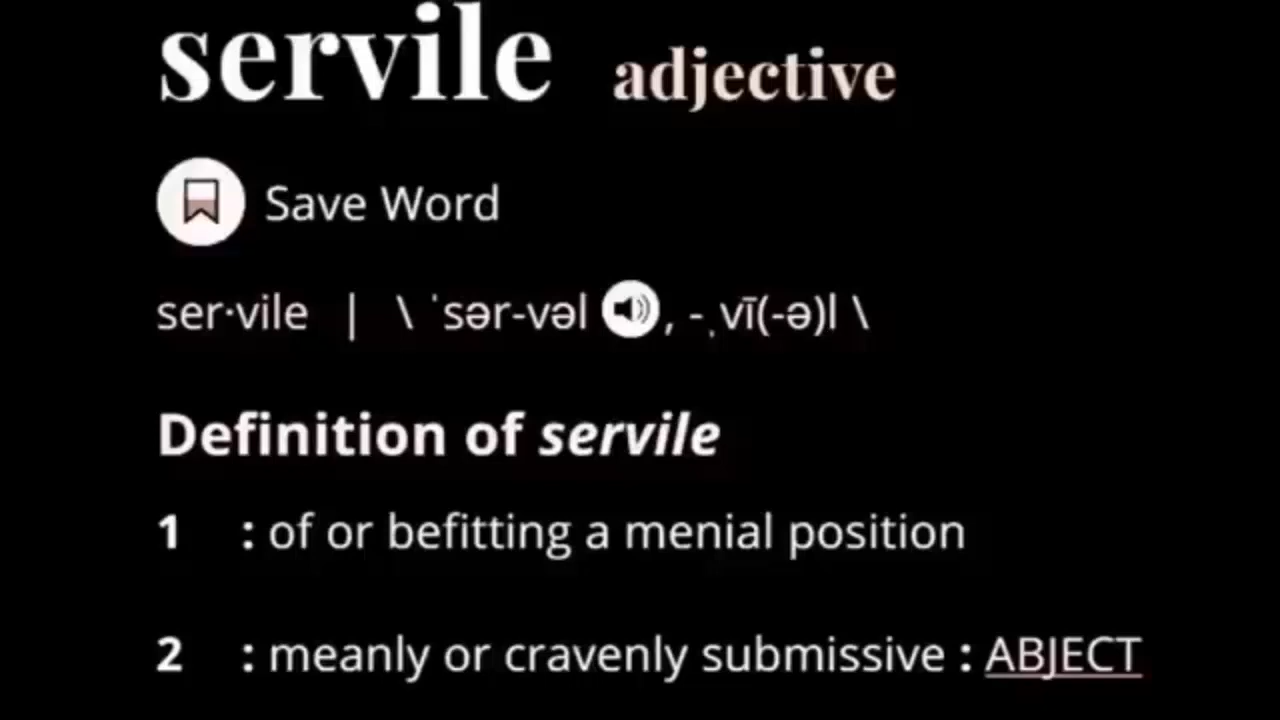 servile adjective
Save Word
ser·vile | \ ˈsər-vəl , -ˌvī(-ə)l \
Definition of servile
1 : of or befitting a menial position
2 : meanly or cravenly submissive : ABJECT